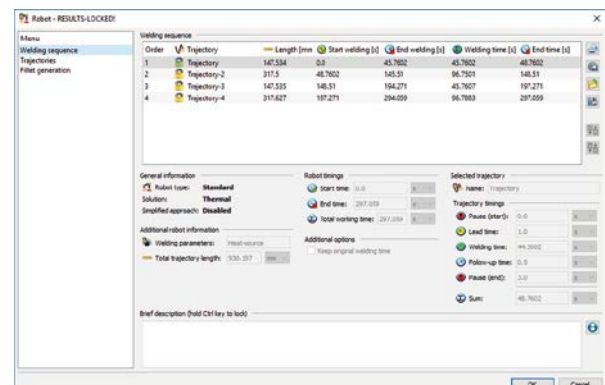 Robot - RESULTS-LOCKED!
Menu
Welding sequence
Trajectories
Fillet generation
Welding sequence
Order Trajectory Length [mm Start welding [s] End welding [s] Welding time [s] End time [s]
1 Trajectory 147.534 0.0 45.7602 45.7602 48.7602
2 Trajectory-2 317.5 48.7602 145.51 96.7501 148.51
3 Trajectory-3 147.535 148.51 194.271 45.7607 197.271
4 Trajectory-4 317.627 197.271 294.059 96.7883 297.059
General information
Robot type: Standard
Solution: Thermal
Simplified approach: Disabled
Additional robot information
Welding parameters: Heat-source
Total trajectory length: 930.197 mm
Robot timings
Start time: 0.0 s
End time: 297.059 s
Total working time: 297.059 s
Additional options
Keep original welding time
Selected trajectory
Name: Trajectory
Trajectory timings
Pause (start): 0.0 s
Lead time: 1.0 s
Welding time: 44.2602 s
Follow-up time: 0.5 s
Pause (end): 3.0 s
Sum: 48.7602 s
Brief description (hold Ctrl key to lock)
OK Cancel